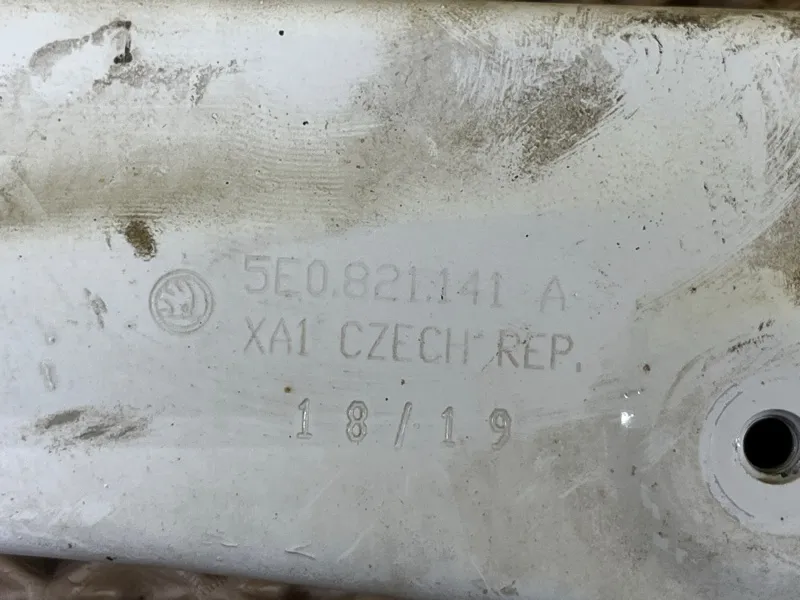 5E0.821.141 A
XA1 CZECH REP.
18/19